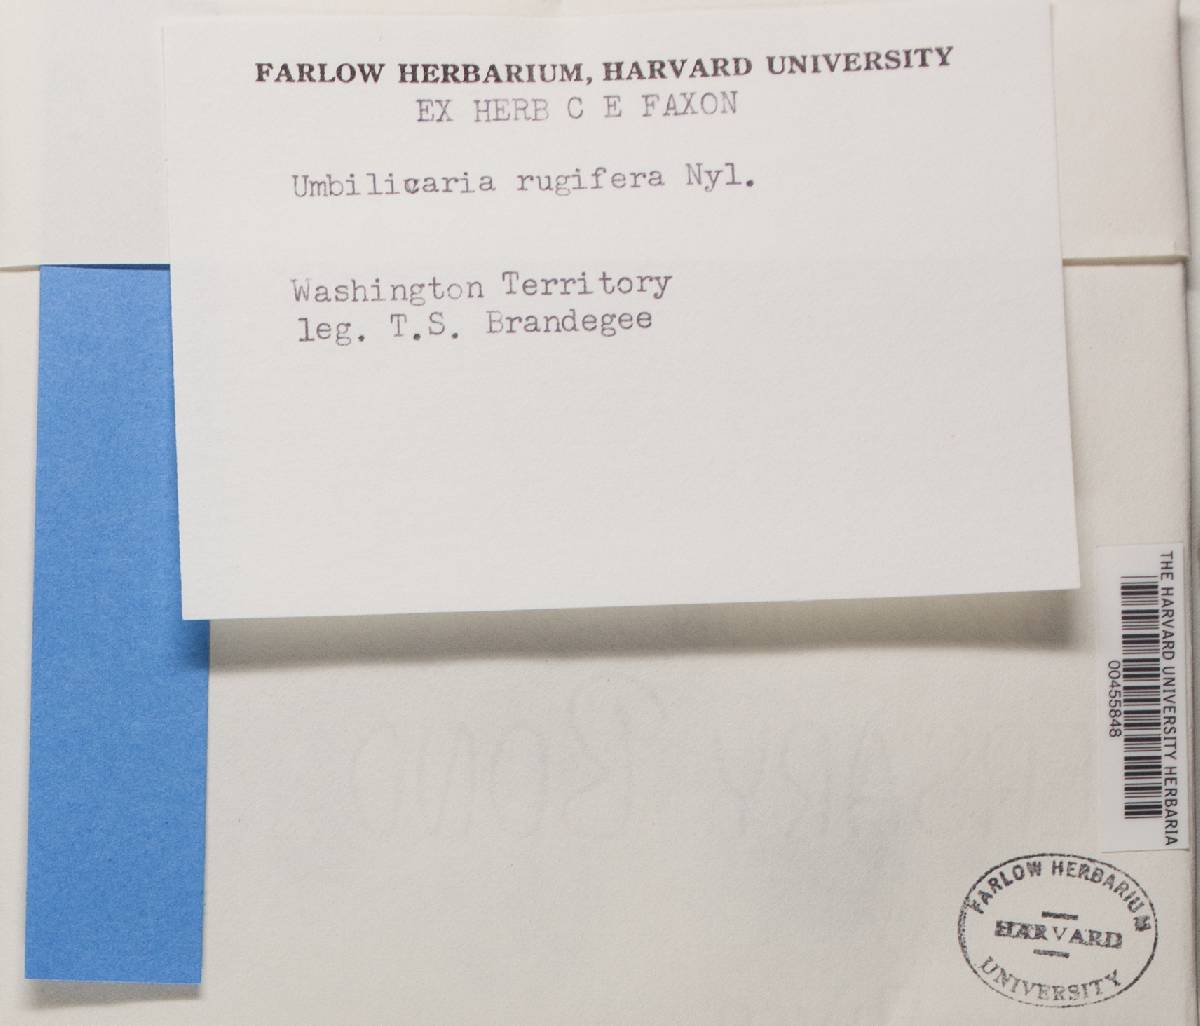 FARLOW HERBARIUM, HARVARD UNIVERSITY
EX HERB C E FAXON
Umbilicaria rugifera Nyl.
Washington Territory
leg. T.S. Brandegee
THE HARVARD UNIVERSITY HERBARIA
00455848
FARLOW HERBARIUM
HARVARD
UNIVERSITY